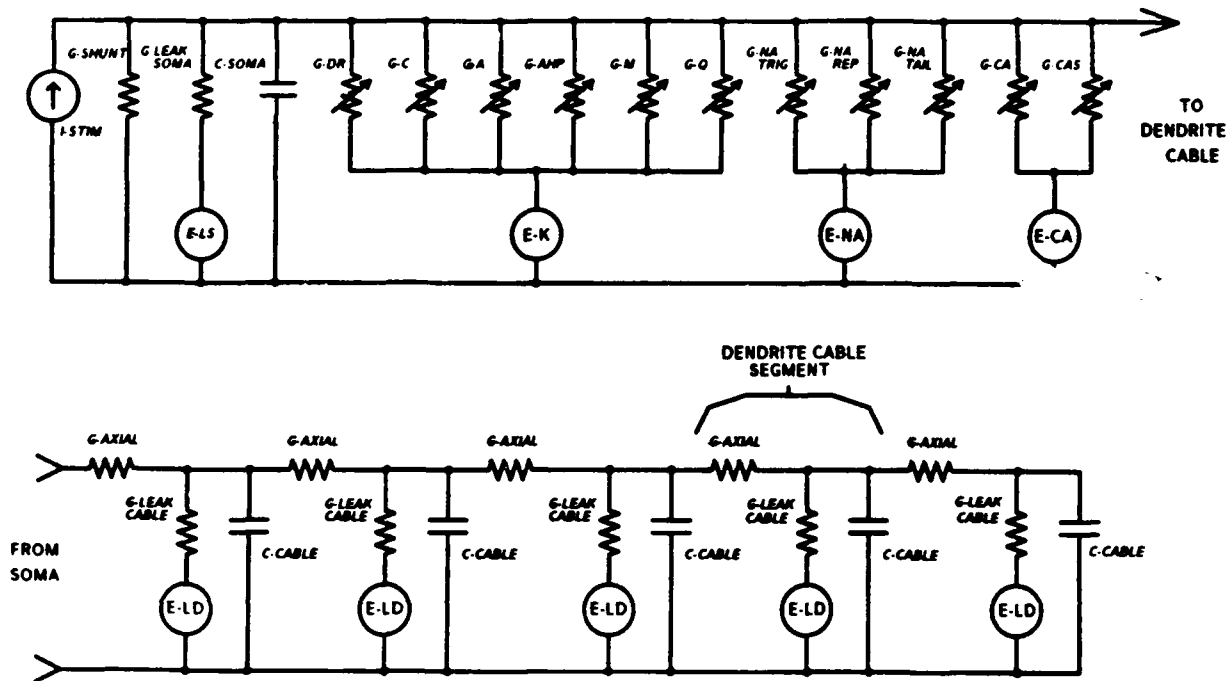 G-SHUNT
G-LEAK
SOMA
C-SOMA
G-DR
G-C
G-A
G-AHP
G-M
G-Q
G-NA
TRIG
G-NA
REP
G-NA
TAIL
G-CA
G-CAS
I-STIM
TO
DENDRITE
CABLE
E-LS
E-K
E-NA
E-CA
DENDRITE CABLE
SEGMENT
G-AXIAL
G-AXIAL
G-AXIAL
G-AXIAL
G-AXIAL
G-LEAK
CABLE
G-LEAK
CABLE
G-LEAK
CABLE
G-LEAK
CABLE
G-LEAK
CABLE
C-CABLE
C-CABLE
C-CABLE
C-CABLE
C-CABLE
FROM
SOMA
E-LD
E-LD
E-LD
E-LD
E-LD